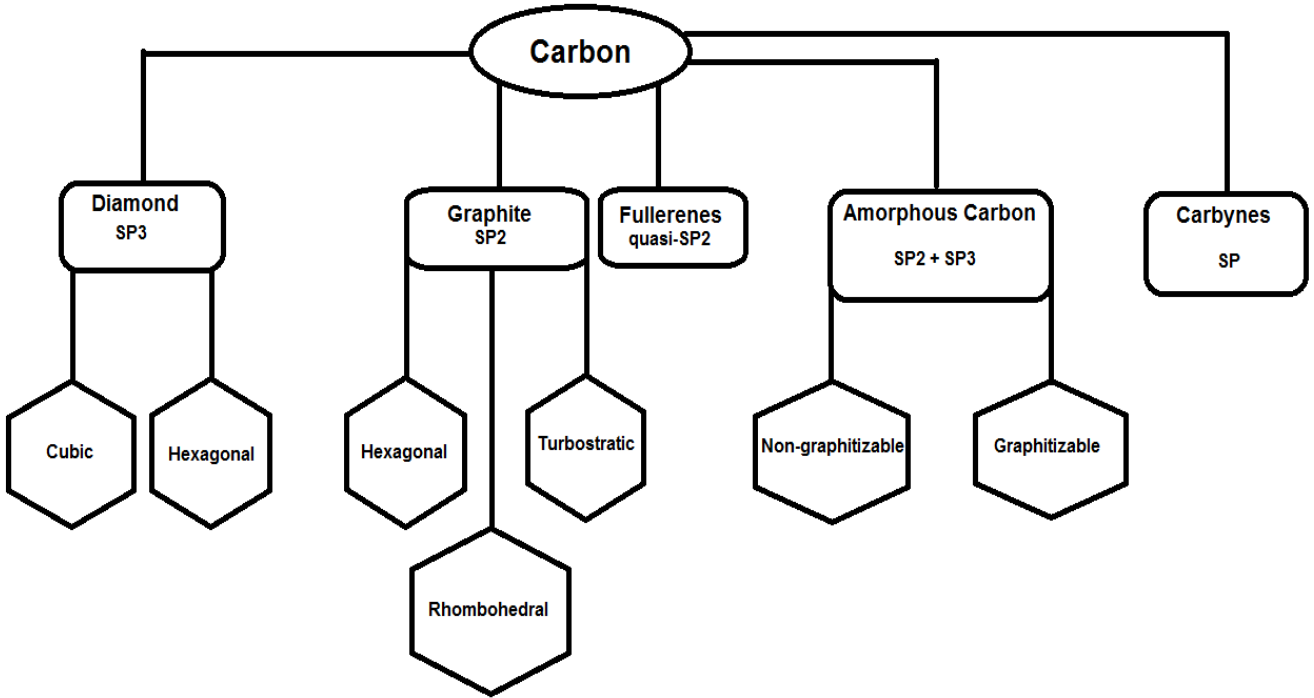 Carbon
Diamond
SP3
Graphite
SP2
Fullerenes
quasi-SP2
Amorphous Carbon
SP2 + SP3
Carbynes
SP
Cubic
Hexagonal
Hexagonal
Turbostratic
Rhombohedral
Non-graphitizable
Graphitizable